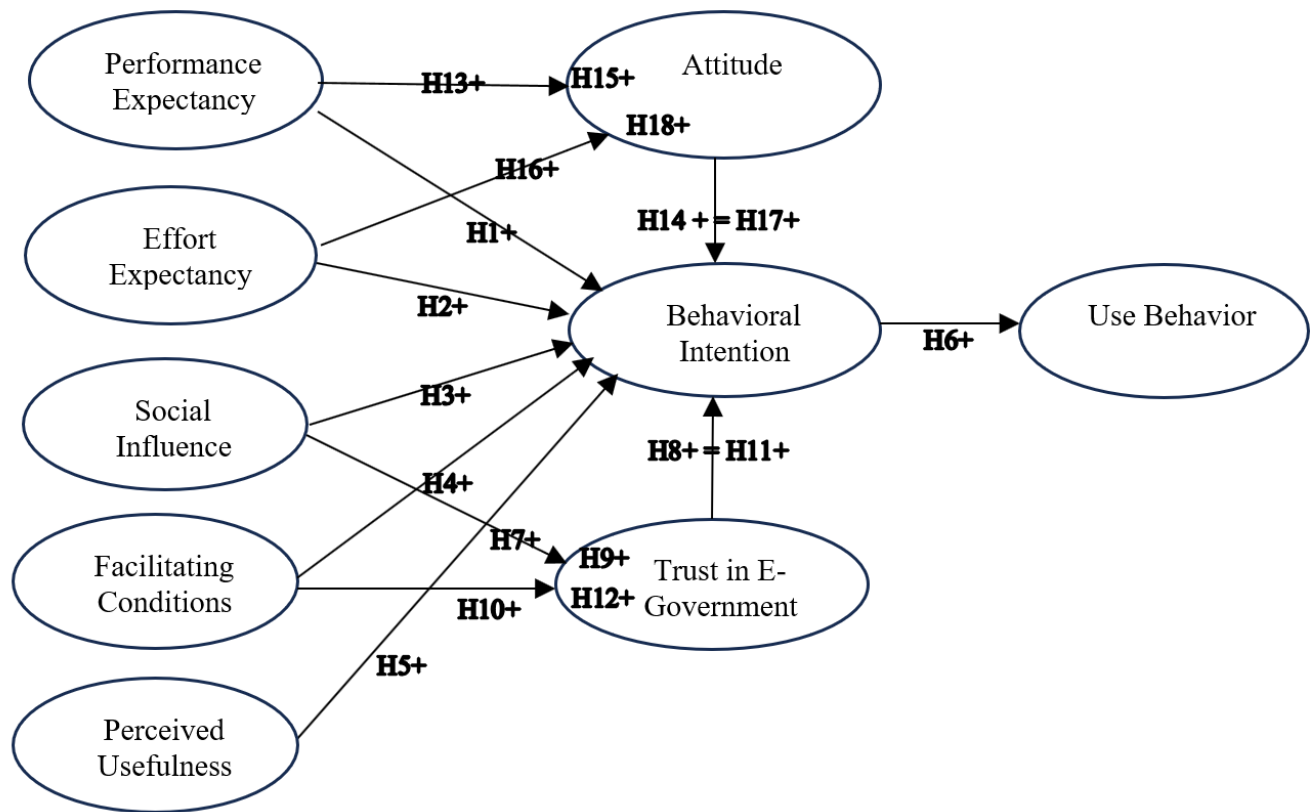 Performance
Expectancy
H13+
H15+
Attitude
H18+
H16+
H1+
H14 + = H17+
Effort
Expectancy
H2+
Behavioral
Intention
H6+
Use Behavior
Social
Influence
H3+
H8+ = H11+
H4+
H7+
Facilitating
Conditions
H10+
H9+
H12+
Trust in E-
Government
H5+
Perceived
Usefulness